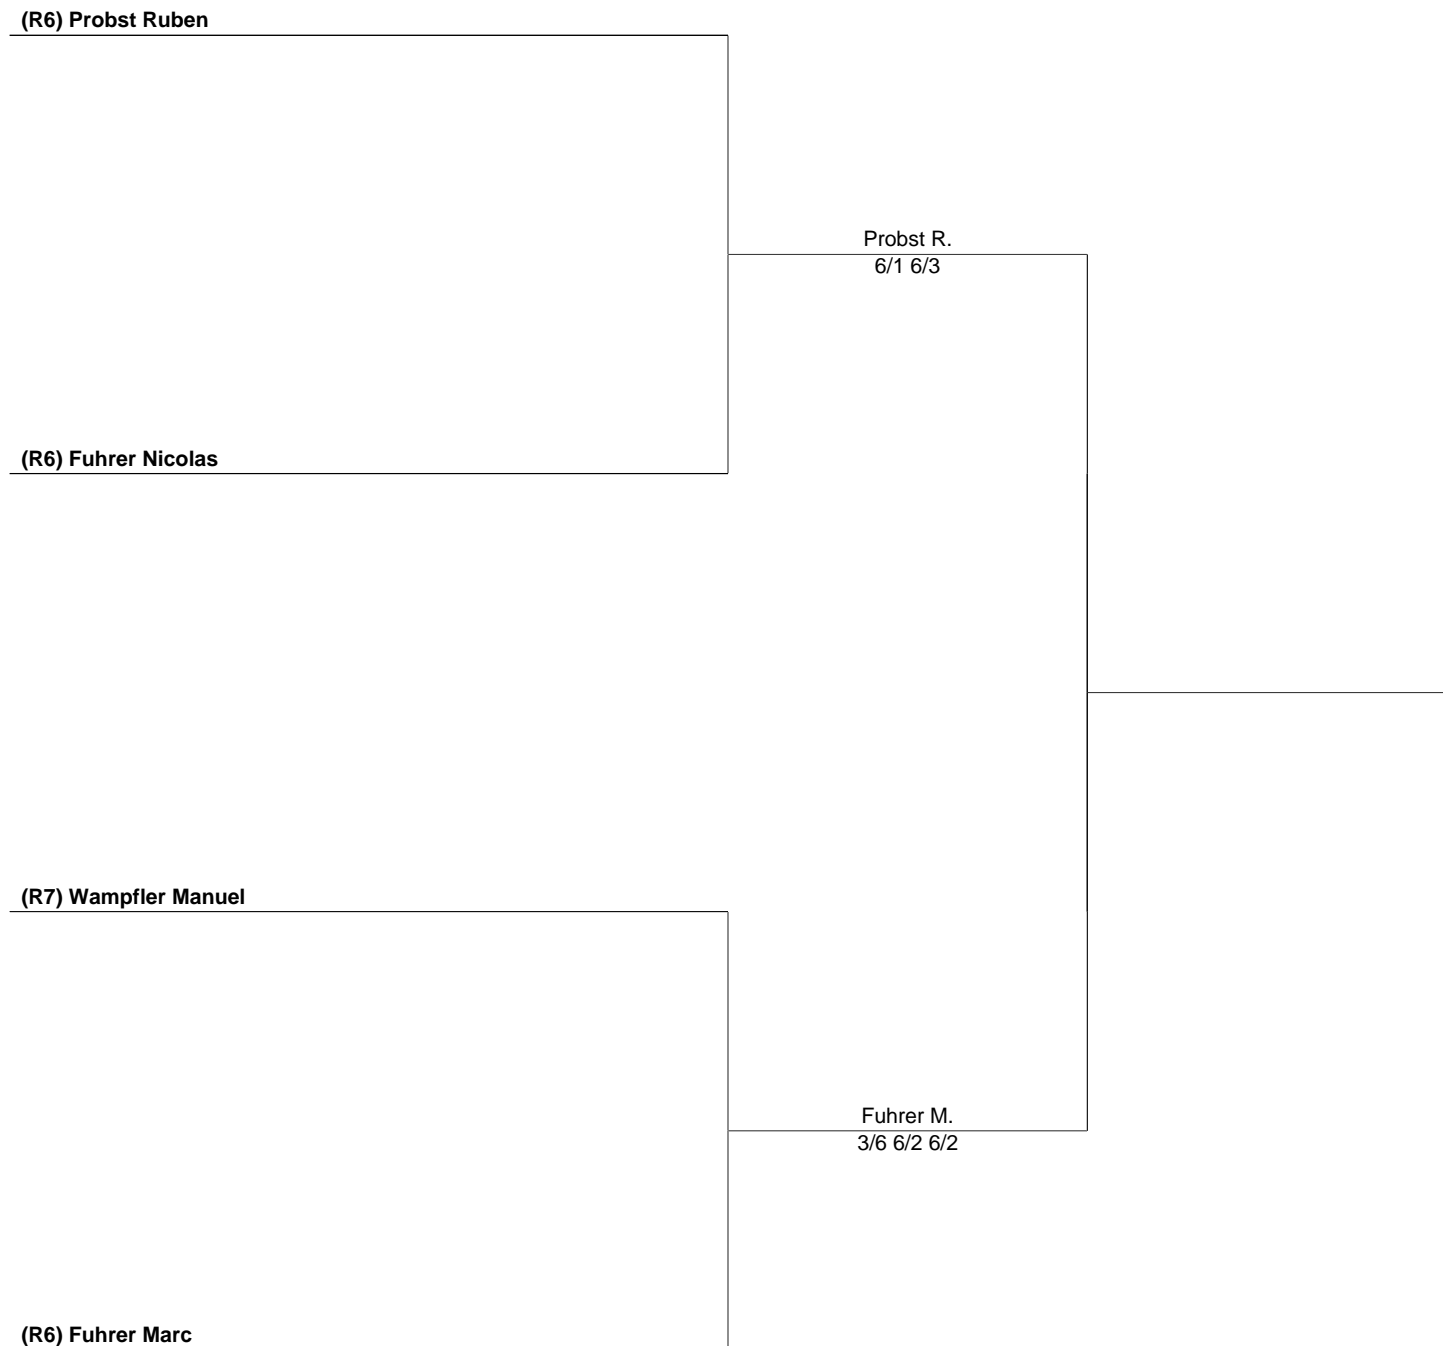 (R6) Probst Ruben
Probst R.
6/1 6/3
(R6) Fuhrer Nicolas
(R7) Wampfler Manuel
Fuhrer M.
3/6 6/2 6/2
(R6) Fuhrer Marc